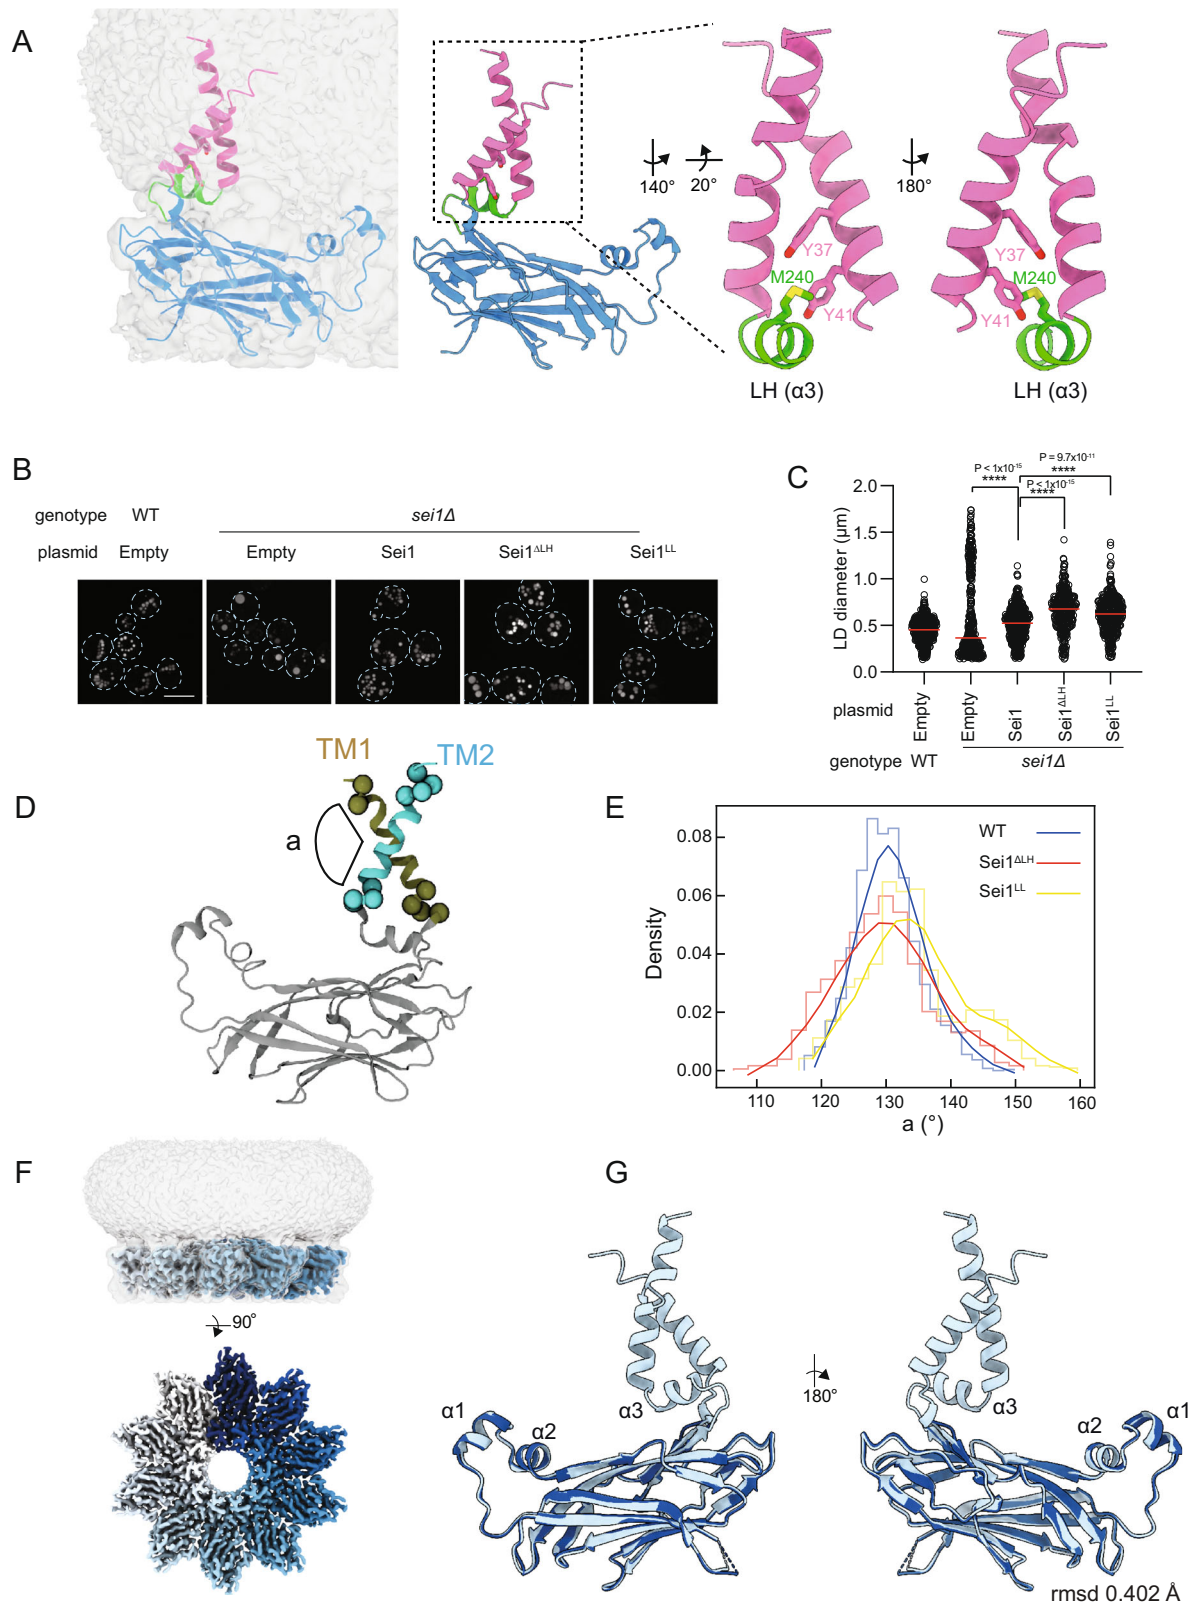 A
140°
20°
180°
Y37
M240
Y41
LH (α3)
Y37
M240
Y41
LH (α3)
B
genotype WT sei1Δ
plasmid Empty Empty Sei1 Sei1ΔLH Sei1LL
C
P = 9.7x10-11
****
P < 1x10-15
****
P < 1x10-15
****
LD diameter (μm)
2.0
1.5
1.0
0.5
0.0
plasmid Empty Empty Sei1 Sei1ΔLH Sei1LL
genotype WT sei1Δ
D
TM1
TM2
a
E
WT
Sei1ΔLH
Sei1LL
Density
0.08
0.06
0.04
0.02
0.00
110 120 130 140 150 160
a (°)
F
90°
G
α1
α2
α3
180°
α3
α2
α1
rmsd 0.402 Å